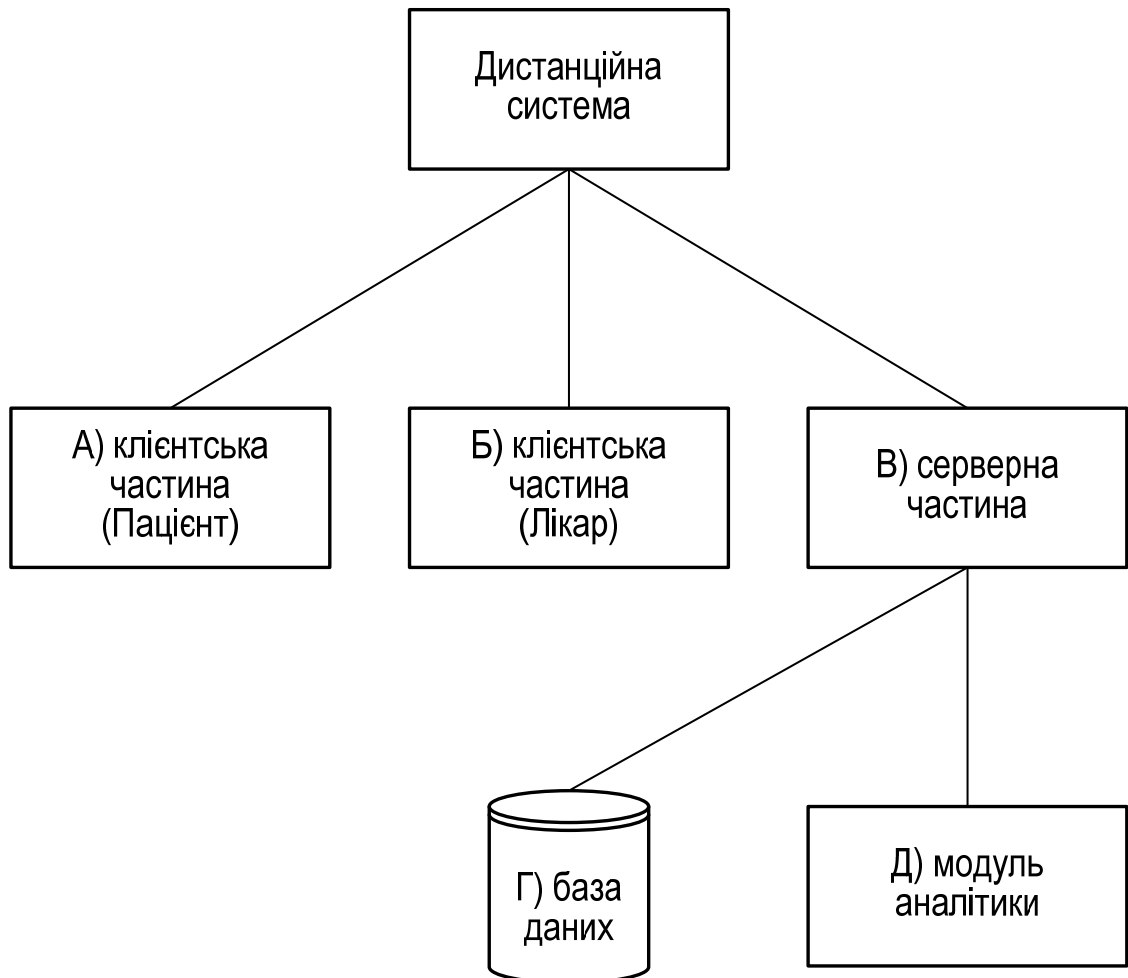 Дистанційна
система
А) клієнтська
частина
(Пацієнт)
Б) клієнтська
частина
(Лікар)
В) серверна
частина
Г) база
даних
Д) модуль
аналітики